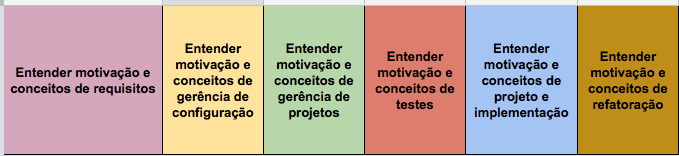 Entender motivação e
conceitos de requisitos
Entender
motivação e
conceitos de
gerência de
configuração
Entender
motivação e
conceitos de
gerência de
projetos
Entender
motivação e
conceitos de
testes
Entender
motivação e
conceitos de
projeto e
implementação
Entender
motivação e
conceitos de
refatoração